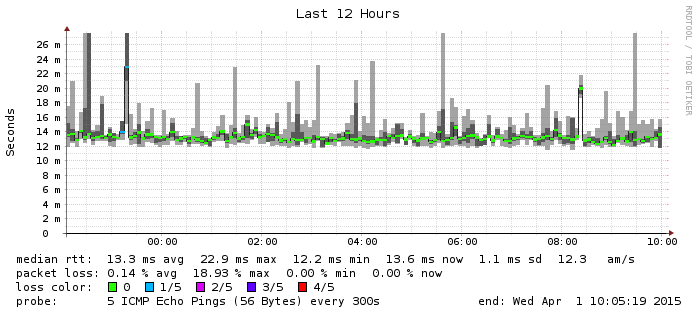 Last 12 Hours
RRDTOOL / TOBI OETIKER
Seconds
26 m
24 m
22 m
20 m
18 m
16 m
14 m
12 m
10 m
8 m
6 m
4 m
2 m
0
00:00 02:00 04:00 06:00 08:00 10:00
median rtt: 13.3 ms avg 22.9 ms max 12.2 ms min 13.6 ms now 1.1 ms sd 12.3 am/s
packet loss: 0.14 % avg 18.93 % max 0.00 % min 0.00 % now
loss color: 0 1/5 2/5 3/5 4/5
probe: 5 ICMP Echo Pings (56 Bytes) every 300s end: Wed Apr 1 10:05:19 2015